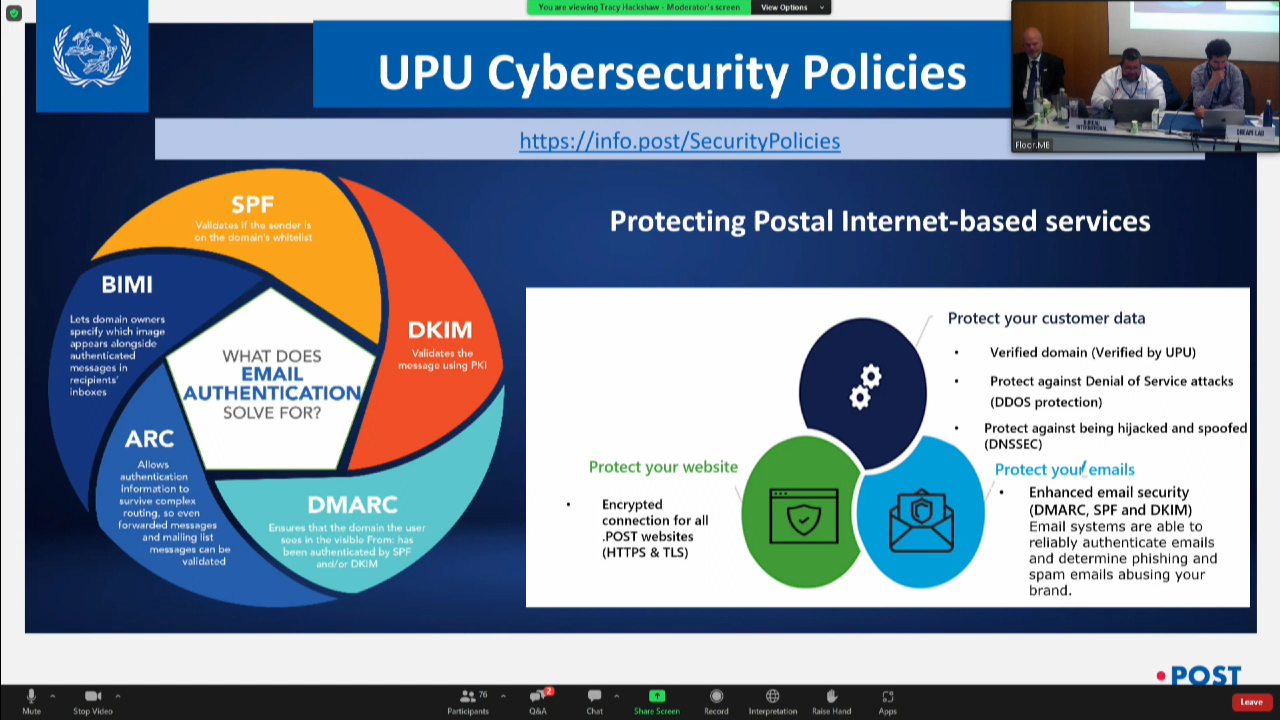 You are viewing Tracy Hackshaw - Moderator's screen
View Options
UPU Cybersecurity Policies
https://info.post/SecurityPolicies
Floor.ME
BUREAU
INTERNATIONAL
DREAM LAB
SPF
Validates if the sender is
on the domain's whitelist
BIMI
Lets domain owners
specify which image
appears alongside
authenticated
messages in
recipients'
inboxes
DKIM
Validates the
message using PKI
WHAT DOES
EMAIL
AUTHENTICATION
SOLVE FOR?
ARC
Allows
authentication
information to
survive complex
routing, so even
forwarded messages
and mailing list
messages can be
validated
DMARC
Ensures that the domain the user
sees in the visible From: has
been authenticated by SPF
and/or DKIM
Protecting Postal Internet-based services
Protect your customer data
• Verified domain (Verified by UPU)
• Protect against Denial of Service attacks
(DDOS protection)
• Protect against being hijacked and spoofed
(DNSSEC)
Protect your website
• Encrypted
connection for all
.POST websites
(HTTPS & TLS)
Protect your emails
• Enhanced email security
(DMARC, SPF and DKIM)
Email systems are able to
reliably authenticate emails
and determine phishing and
spam emails abusing your
brand.
.POST
Mute
Stop Video
76
Participants
2
Q&A
Chat
Share Screen
Record
Interpretation
Raise Hand
Apps
Leave